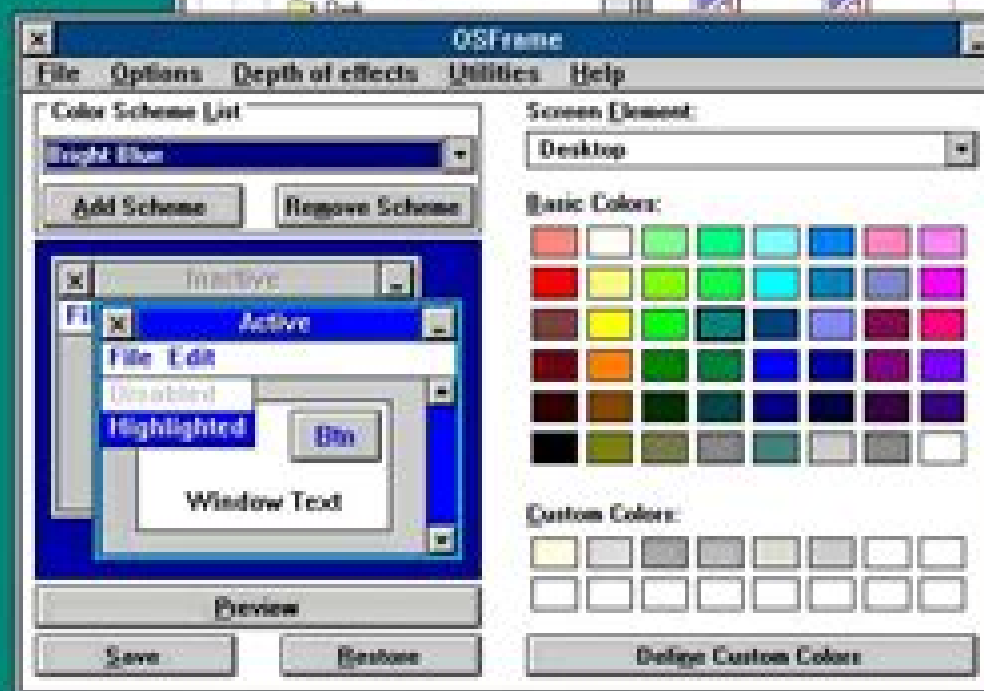 Desk
OSFrame
File Options Depth of effects Utilities Help
Color Scheme List
Bright Blue
Add Scheme Remove Scheme
Inactive
Fi
Active
File Edit
Disabled
Highlighted
Btn
Window Text
Preview
Save Restore
Screen Element:
Desktop
Basic Colors:
Custom Colors:
Define Custom Colors